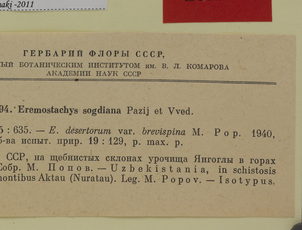 naki -2011
ГЕРБАРИЙ ФЛОРЫ СССР,
ЫЙ БОТАНИЧЕСКИМ ИНСТИТУТОМ им. В. Л. КОМАРОВА
АКАДЕМИИ НАУК СССР
94. Eremostachys sogdiana Pazij et Vved.
5 : 635. — E. desertorum var. brevispina M. Pop. 1940,
б-ва испыт. прир. 19 : 129, p. max. p.
ССР, на щебнистых склонах урочища Янгоглы в горах
Собр. М. Попов. — Uzbekistania, in schistosis
montibus Aktau (Nuratau). Leg. M. Popov. — Isotypus.